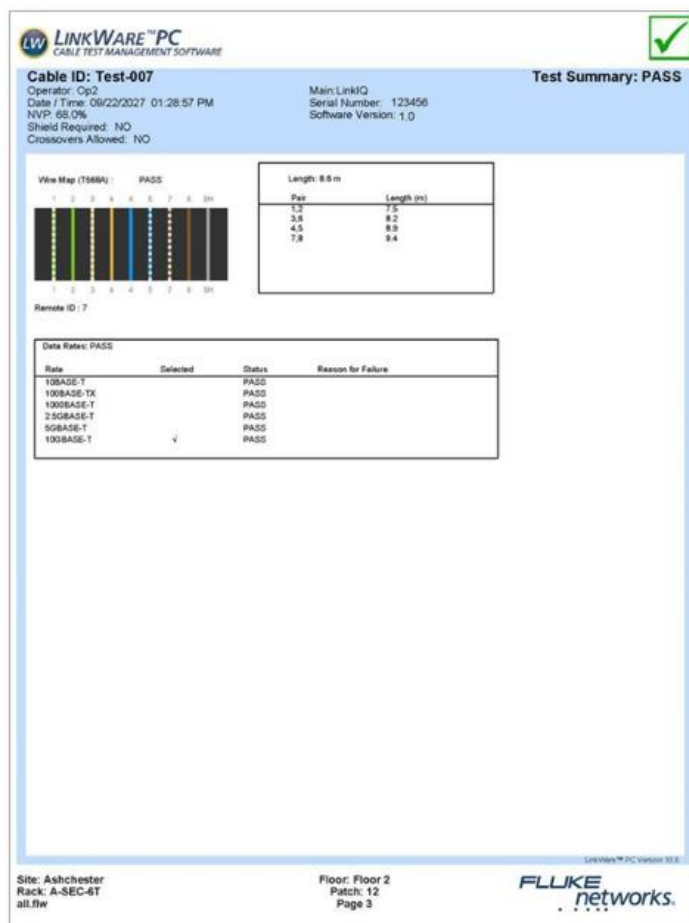 LW LINKWARE™PC
CABLE TEST MANAGEMENT SOFTWARE
Cable ID: Test-007
Test Summary: PASS
Operator: Op2
Date / Time: 09/22/2027 01:28:57 PM
NVP: 68.0%
Shield Required: NO
Crossovers Allowed: NO
Main:LinkIQ
Serial Number: 123456
Software Version: 1.0
Wire Map (T568A) : PASS
1 2 3 6 4 5 7 8 SH
1 2 3 6 4 5 7 8 SH
Remote ID : 7
Length: 8.6 m
Pair Length (m)
1,2 7.5
3,6 8.2
4,5 8.9
7,8
Data Rates: PASS
Rate Selected Status Reason for Failure
10BASE-T PASS
100BASE-TX PASS
1000BASE-T PASS
2.5GBASE-T PASS
5GBASE-T PASS
10GBASE-T √ PASS
LinkWare™ PC Version
Site: Ashchester
Rack: A-SEC-6T
all.flw
Floor: Floor 2
Patch: 12
Page 3
FLUKE
networks.